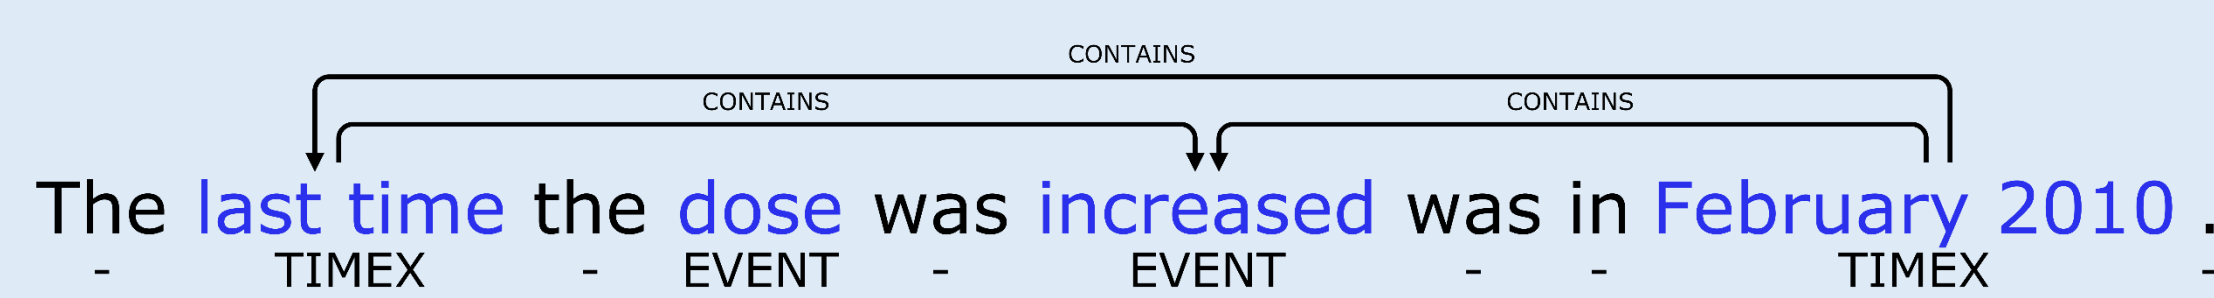 CONTAINS
CONTAINS CONTAINS
The last time the dose was increased was in February 2010 .
- TIMEX - EVENT - EVENT - - TIMEX -